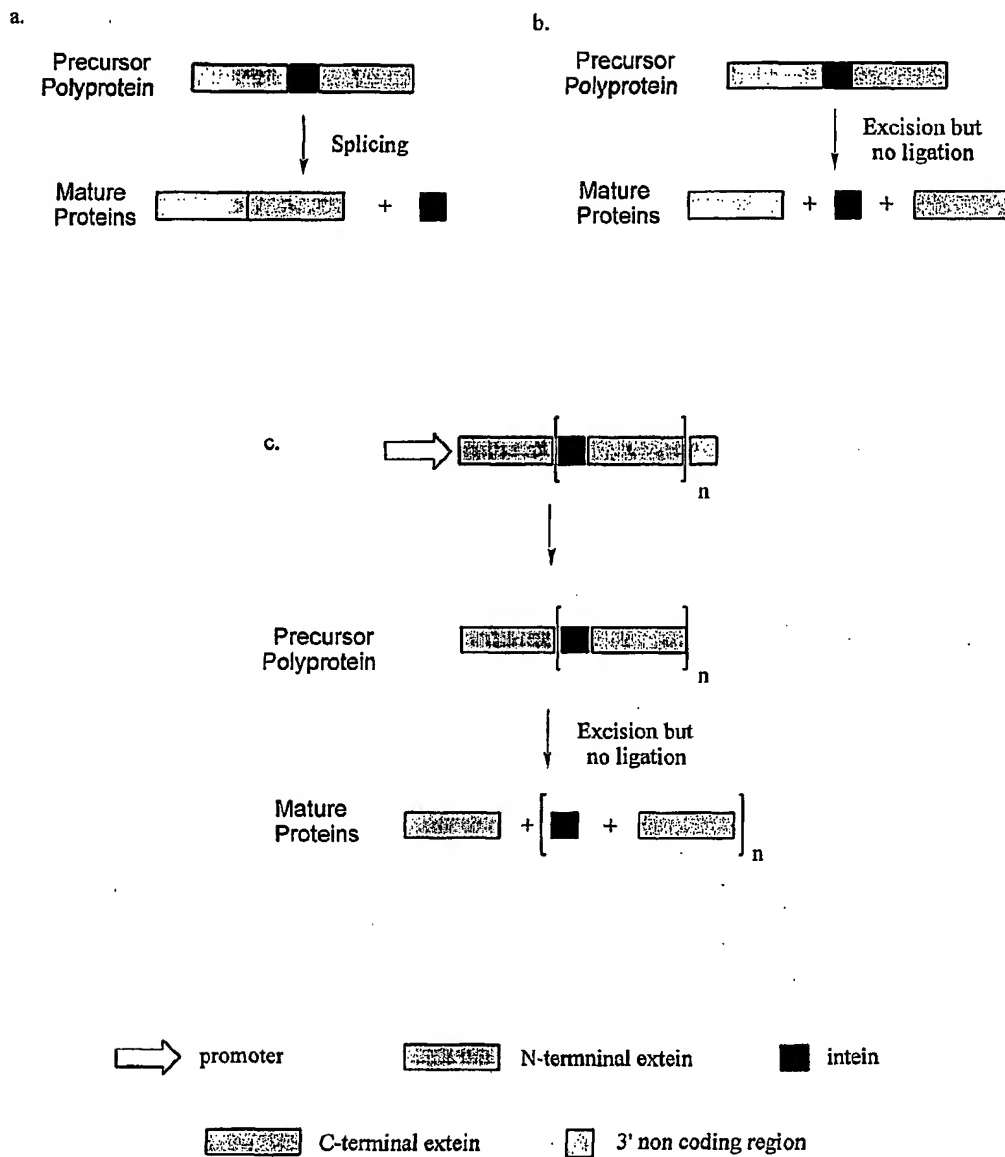 a.
Precursor
Polyprotein
Splicing
Mature
Proteins
+
b.
Precursor
Polyprotein
Excision but
no ligation
Mature
Proteins
+ +
c.
n
Precursor
Polyprotein
n
Excision but
no ligation
Mature
Proteins
+ +
n
promoter
N-termninal extein
intein
C-terminal extein
3' non coding region